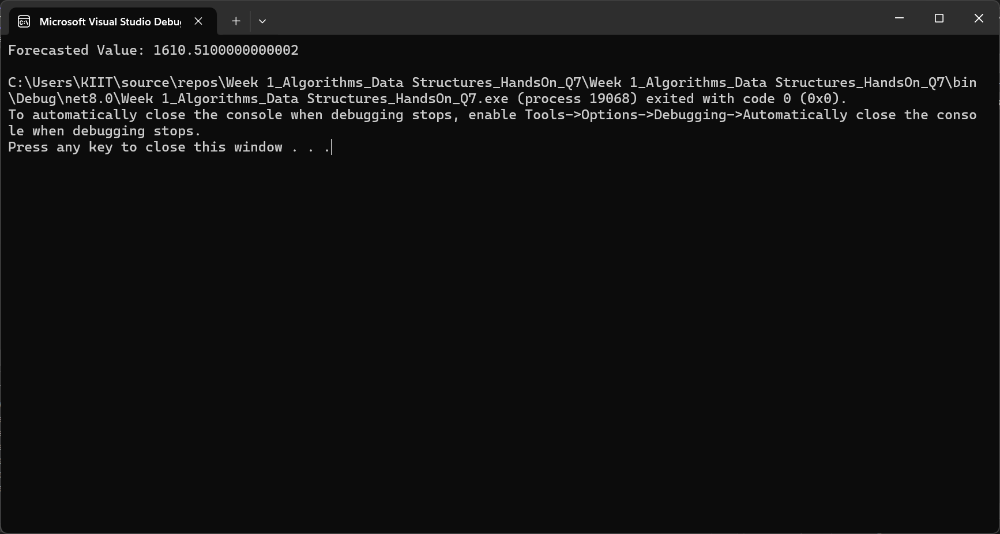 Microsoft Visual Studio Debu
Forecasted Value: 1610.5100000000002
C:\Users\KIIT\source\repos\Week 1_Algorithms_Data Structures_HandsOn_Q7\Week 1_Algorithms_Data Structures_HandsOn_Q7\bin
\Debug\net8.0\Week 1_Algorithms_Data Structures_HandsOn_Q7.exe (process 19068) exited with code 0 (0x0).
To automatically close the console when debugging stops, enable Tools->Options->Debugging->Automatically close the conso
le when debugging stops.
Press any key to close this window . . .